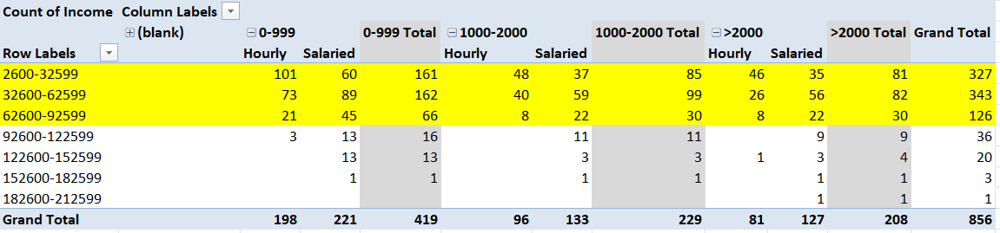 Count of Income Column Labels
(blank) 0-999 0-999 Total 1000-2000 1000-2000 Total >2000 >2000 Total Grand Total
Row Labels Hourly Salaried Hourly Salaried Hourly Salaried
2600-32599 101 60 161 48 37 85 46 35 81 327
32600-62599 73 89 162 40 59 99 26 56 82 343
62600-92599 21 45 66 8 22 30 8 22 30 126
92600-122599 3 13 16 11 11 9 9 36
122600-152599 13 13 3 3 1 3 4 20
152600-182599 1 1 1 1 1 1 3
182600-212599 1 1 1
Grand Total 198 221 419 96 133 229 81 127 208 856